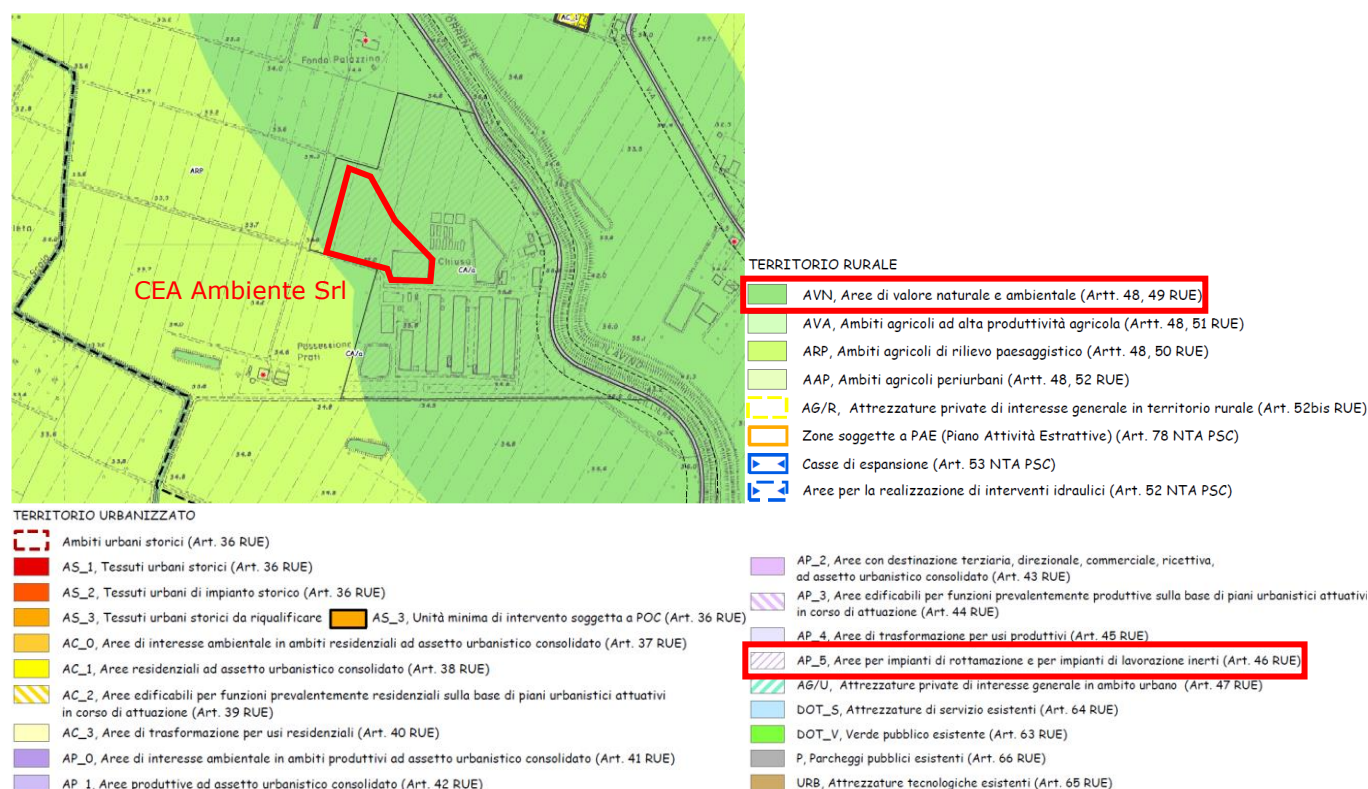 AC_1
TORRENTE
Fondo Palazzina
ARP
CEA Ambiente Srl
Chiusa
CA/a
Possessione
Prati
CA/a
LAVINO
TERRITORIO RURALE
AVN, Aree di valore naturale e ambientale (Artt. 48, 49 RUE)
AVA, Ambiti agricoli ad alta produttività agricola (Artt. 48, 51 RUE)
ARP, Ambiti agricoli di rilievo paesaggistico (Artt. 48, 50 RUE)
AAP, Ambiti agricoli periurbani (Artt. 48, 52 RUE)
AG/R, Attrezzature private di interesse generale in territorio rurale (Art. 52bis RUE)
Zone soggette a PAE (Piano Attività Estrattive) (Art. 78 NTA PSC)
Casse di espansione (Art. 53 NTA PSC)
Aree per la realizzazione di interventi idraulici (Art. 52 NTA PSC)
TERRITORIO URBANIZZATO
Ambiti urbani storici (Art. 36 RUE)
AS_1, Tessuti urbani storici (Art. 36 RUE)
AS_2, Tessuti urbani di impianto storico (Art. 36 RUE)
AS_3, Tessuti urbani storici da riqualificare AS_3, Unità minima di intervento soggetta a POC (Art. 36 RUE)
AC_0, Aree di interesse ambientale in ambiti residenziali ad assetto urbanistico consolidato (Art. 37 RUE)
AC_1, Aree residenziali ad assetto urbanistico consolidato (Art. 38 RUE)
AC_2, Aree edificabili per funzioni prevalentemente residenziali sulla base di piani urbanistici attuativi
in corso di attuazione (Art. 39 RUE)
AC_3, Aree di trasformazione per usi residenziali (Art. 40 RUE)
AP_0, Aree di interesse ambientale in ambiti produttivi ad assetto urbanistico consolidato (Art. 41 RUE)
AP_1, Aree produttive ad assetto urbanistico consolidato (Art. 42 RUE)
AP_2, Aree con destinazione terziaria, direzionale, commerciale, ricettiva,
ad assetto urbanistico consolidato (Art. 43 RUE)
AP_3, Aree edificabili per funzioni prevalentemente produttive sulla base di piani urbanistici attuativi
in corso di attuazione (Art. 44 RUE)
AP_4, Aree di trasformazione per usi produttivi (Art. 45 RUE)
AP_5, Aree per impianti di rottamazione e per impianti di lavorazione inerti (Art. 46 RUE)
AG/U, Attrezzature private di interesse generale in ambito urbano (Art. 47 RUE)
DOT_S, Attrezzature di servizio esistenti (Art. 64 RUE)
DOT_V, Verde pubblico esistente (Art. 63 RUE)
P, Parcheggi pubblici esistenti (Art. 66 RUE)
URB, Attrezzature tecnologiche esistenti (Art. 65 RUE)